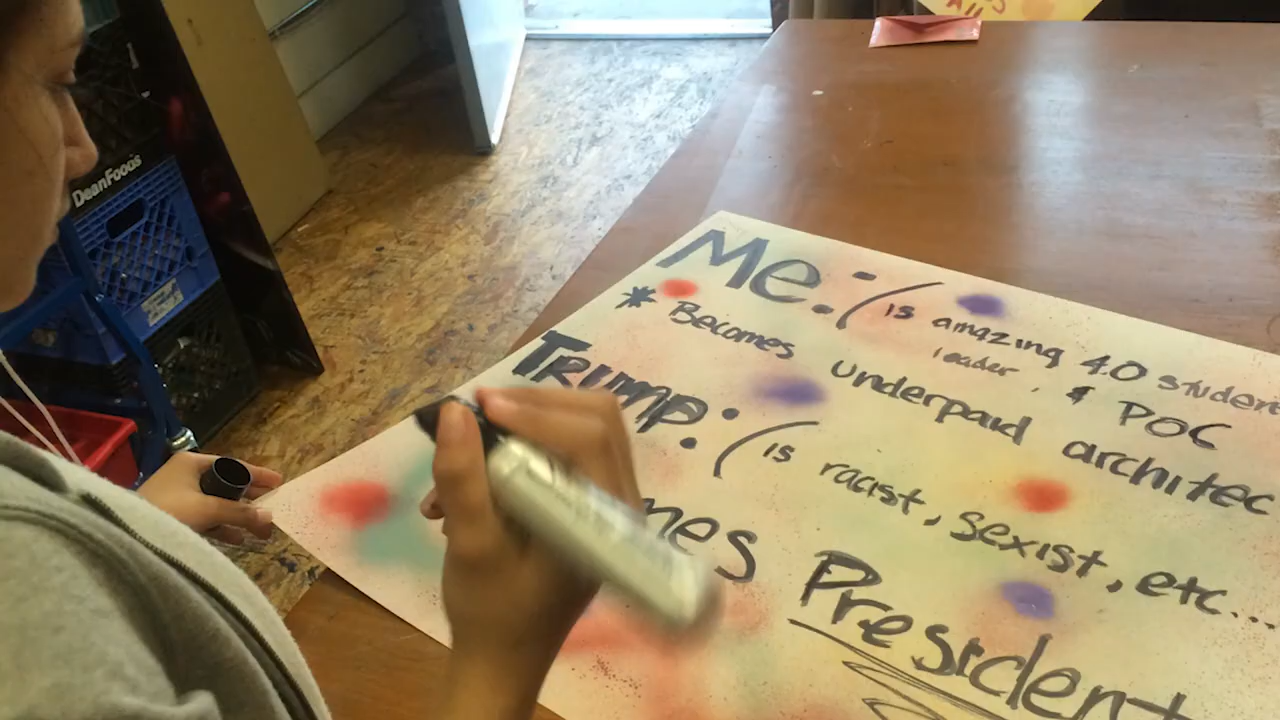 DeanFoods
Me:(is amazing 4.0 student
leader, & POC
* Becomes underpaid architec
Trump:(is racist, sexist, etc...
mes President